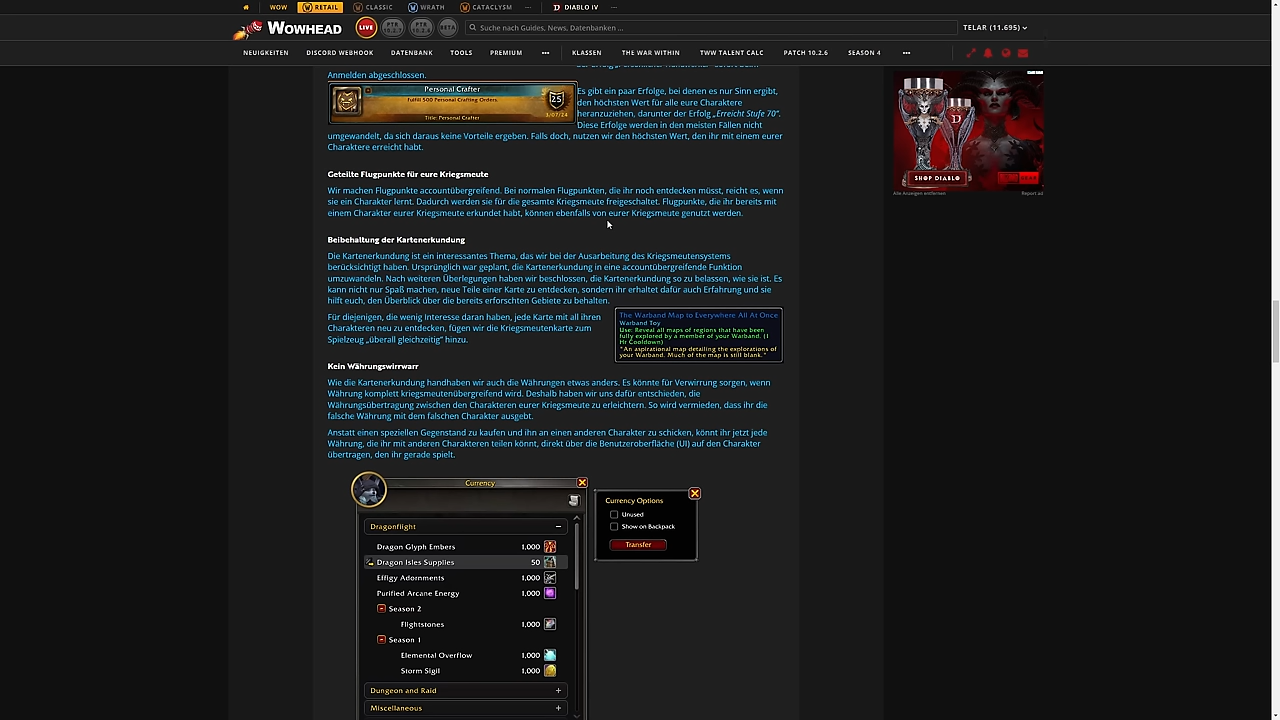 WOW RETAIL CLASSIC WRATH CATACLYSM ··· DIABLO IV ···
WOWHEAD LIVE PTR PTR BETA Suche nach Guides, News, Datenbanken ... TELAR (11.695)
NEUIGKEITEN DISCORD WEBHOOK DATENBANK TOOLS PREMIUM ••• KLASSEN THE WAR WITHIN TWW TALENT CALC PATCH 10.2.6 SEASON 4 •••
Anmelden abgeschlossen.
Personal Crafter
Fulfill 500 Personal Crafting Orders.
Title: Personal Crafter
25
3/07/24
Es gibt ein paar Erfolge, bei denen es nur Sinn ergibt,
den höchsten Wert für alle eure Charaktere
heranzuziehen, darunter der Erfolg „Erreicht Stufe 70“.
Diese Erfolge werden in den meisten Fällen nicht
umgewandelt, da sich daraus keine Vorteile ergeben. Falls doch, nutzen wir den höchsten Wert, den ihr mit einem eurer
Charaktere erreicht habt.
Geteilte Flugpunkte für eure Kriegsmeute
Wir machen Flugpunkte accountübergreifend. Bei normalen Flugpunkten, die ihr noch entdecken müsst, reicht es, wenn
sie ein Charakter lernt. Dadurch werden sie für die gesamte Kriegsmeute freigeschaltet. Flugpunkte, die ihr bereits mit
einem Charakter eurer Kriegsmeute erkundet habt, können ebenfalls von eurer Kriegsmeute genutzt werden.
Beibehaltung der Kartenerkundung
Die Kartenerkundung ist ein interessantes Thema, das wir bei der Ausarbeitung des Kriegsmeutensystems
berücksichtigt haben. Ursprünglich war geplant, die Kartenerkundung in eine accountübergreifende Funktion
umzuwandeln. Nach weiteren Überlegungen haben wir beschlossen, die Kartenerkundung so zu belassen, wie sie ist. Es
kann nicht nur Spaß machen, neue Teile einer Karte zu entdecken, sondern ihr erhaltet dafür auch Erfahrung und sie
hilft euch, den Überblick über die bereits erforschten Gebiete zu behalten.
Für diejenigen, die wenig Interesse daran haben, jede Karte mit all ihren
Charakteren neu zu entdecken, fügen wir die Kriegsmeutenkarte zum
Spielzeug „überall gleichzeitig“ hinzu.
The Warband Map to Everywhere All At Once
Warband Toy
Use: Reveal all maps of regions that have been
fully explored by a member of your Warband. (1
Hr Cooldown)
"An aspirational map detailing the explorations of
your Warband. Much of the map is still blank."
Kein Währungswirrwarr
Wie die Kartenerkundung handhaben wir auch die Währungen etwas anders. Es könnte für Verwirrung sorgen, wenn
Währung komplett kriegsmeutenübergreifend wird. Deshalb haben wir uns dafür entschieden, die
Währungsübertragung zwischen den Charakteren eurer Kriegsmeute zu erleichtern. So wird vermieden, dass ihr die
falsche Währung mit dem falschen Charakter ausgebt.
Anstatt einen speziellen Gegenstand zu kaufen und ihn an einen anderen Charakter zu schicken, könnt ihr jetzt jede
Währung, die ihr mit anderen Charakteren teilen könnt, direkt über die Benutzeroberfläche (UI) auf den Charakter
übertragen, den ihr gerade spielt.
Currency
Dragonflight
Dragon Glyph Embers 1,000
Dragon Isles Supplies 50
Effigy Adornments 1,000
Purified Arcane Energy 1,000
Season 2
Flightstones 1,000
Season 1
Elemental Overflow 1,000
Storm Sigil 1,000
Dungeon and Raid
Miscellaneous
Currency Options
Unused
Show on Backpack
Transfer
SHOP DIABLO
Alle Anzeigen entfernen Report ad